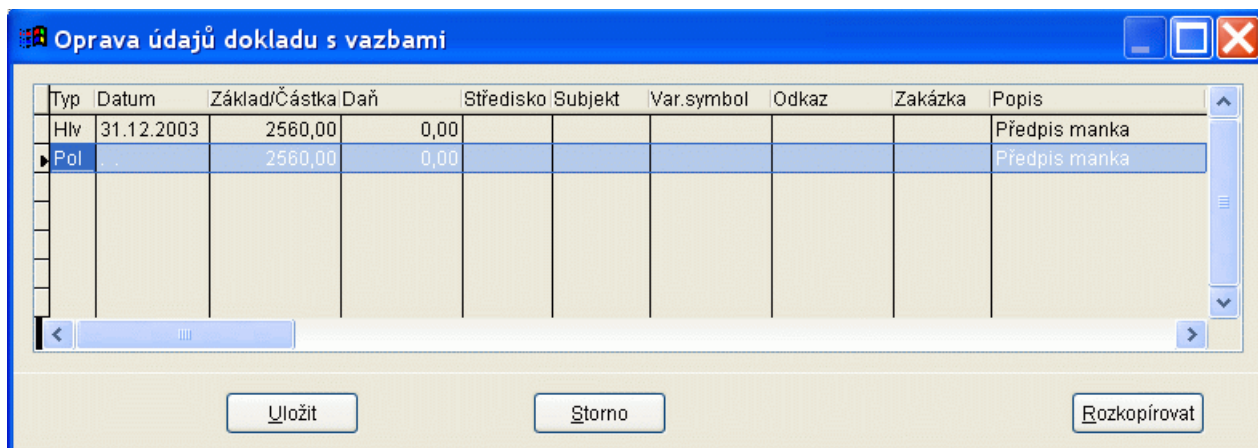 Oprava údajů dokladu s vazbami
Typ Datum Základ/Částka Daň Středisko Subjekt Var.symbol Odkaz Zakázka Popis
Hlv 31.12.2003 2560,00 0,00 Předpis manka
Pol . . 2560,00 0,00 Předpis manka
Uložit Storno Rozkopírovat